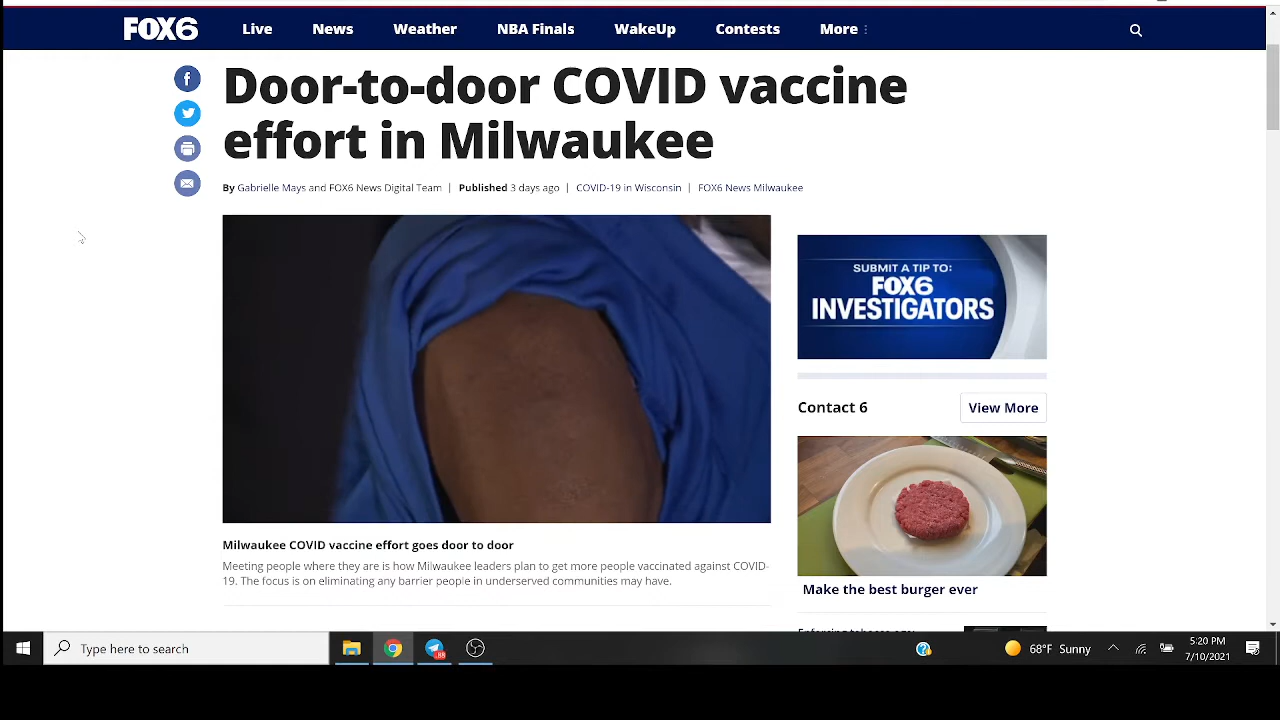 FOX6 Live News Weather NBA Finals WakeUp Contests More
Door-to-door COVID vaccine
effort in Milwaukee
By Gabrielle Mays and FOX6 News Digital Team | Published 3 days ago | COVID-19 in Wisconsin | FOX6 News Milwaukee
SUBMIT A TIP TO:
FOX6
INVESTIGATORS
Contact 6 View More
Make the best burger ever
Milwaukee COVID vaccine effort goes door to door
Meeting people where they are is how Milwaukee leaders plan to get more people vaccinated against COVID-
19. The focus is on eliminating any barrier people in underserved communities may have.
Type here to search
68°F Sunny
5:20 PM
7/10/2021